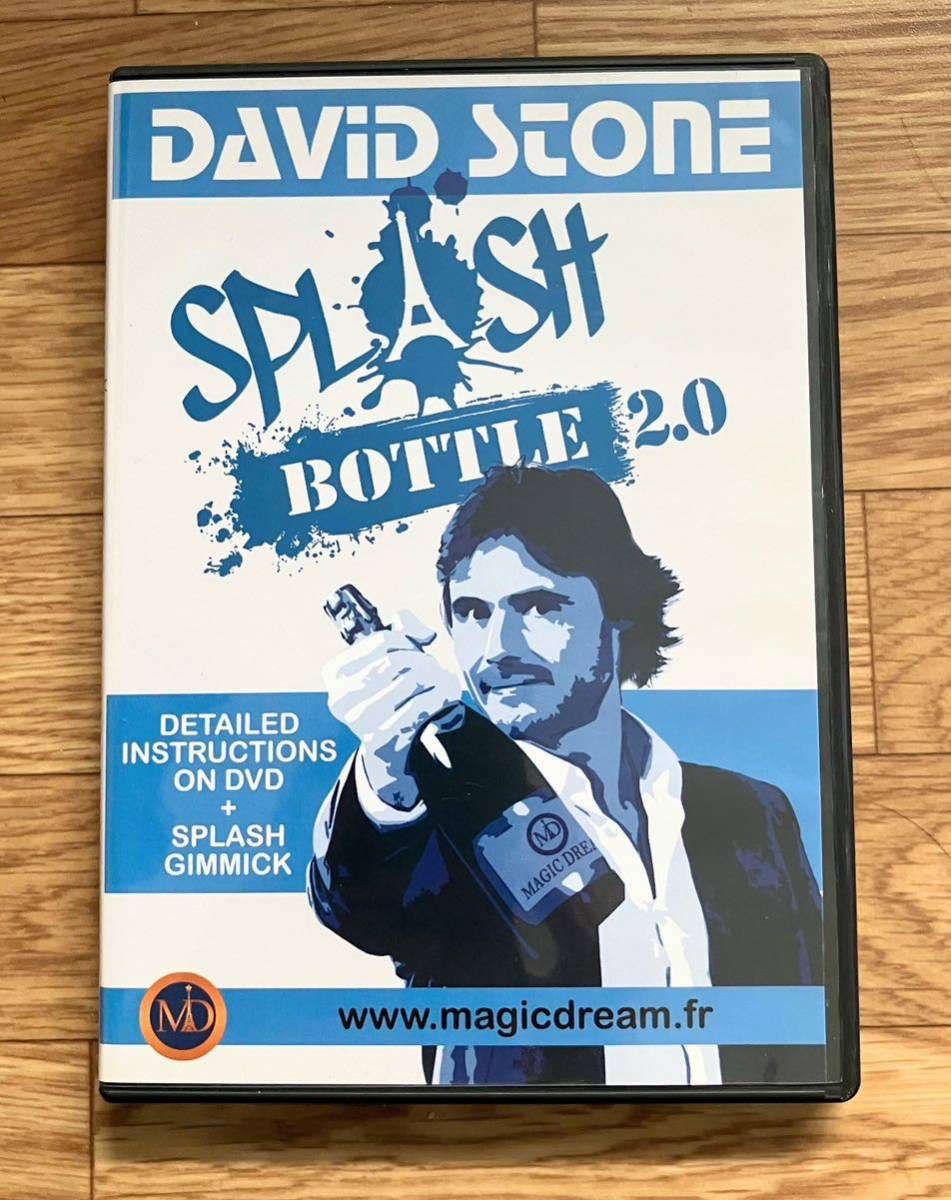 DAViD StONE
SPLASH
BOTTLE 2.0
DETAILED
INSTRUCTIONS
ON DVD
+
SPLASH
GIMMICK
MD
MAGIC DREA
MD
www.magicdream.fr